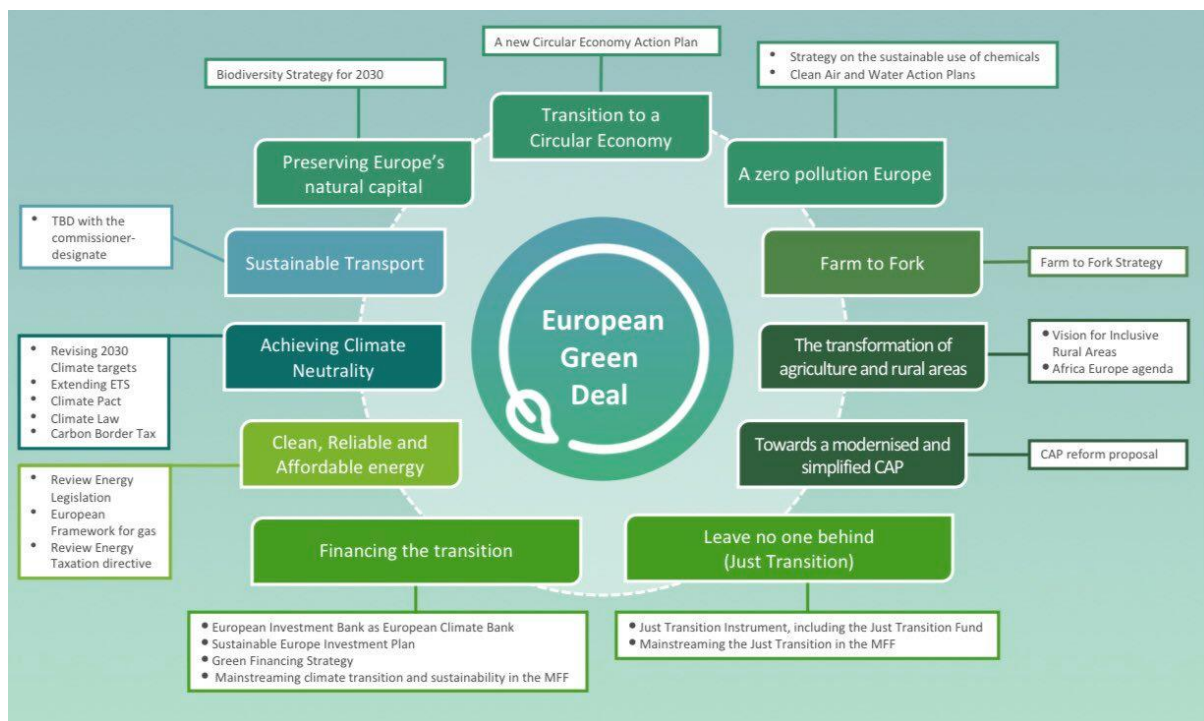 A new Circular Economy Action Plan
Transition to a
Circular Economy
Biodiversity Strategy for 2030
Preserving Europe's
natural capital
• Strategy on the sustainable use of chemicals
• Clean Air and Water Action Plans
A zero pollution Europe
• TBD with the
commissioner-
designate
Sustainable Transport
Farm to Fork
Farm to Fork Strategy
European
Green
Deal
• Revising 2030
Climate targets
• Extending ETS
• Climate Pact
• Climate Law
• Carbon Border Tax
Achieving Climate
Neutrality
The transformation of
agriculture and rural areas
• Vision for Inclusive
Rural Areas
• Africa Europe agenda
• Review Energy
Legislation
• European
Framework for gas
• Review Energy
Taxation directive
Clean, Reliable and
Affordable energy
Towards a modernised and
simplified CAP
CAP reform proposal
Financing the transition
• European Investment Bank as European Climate Bank
• Sustainable Europe Investment Plan
• Green Financing Strategy
• Mainstreaming climate transition and sustainability in the MFF
Leave no one behind
(Just Transition)
• Just Transition Instrument, including the Just Transition Fund
• Mainstreaming the Just Transition in the MFF